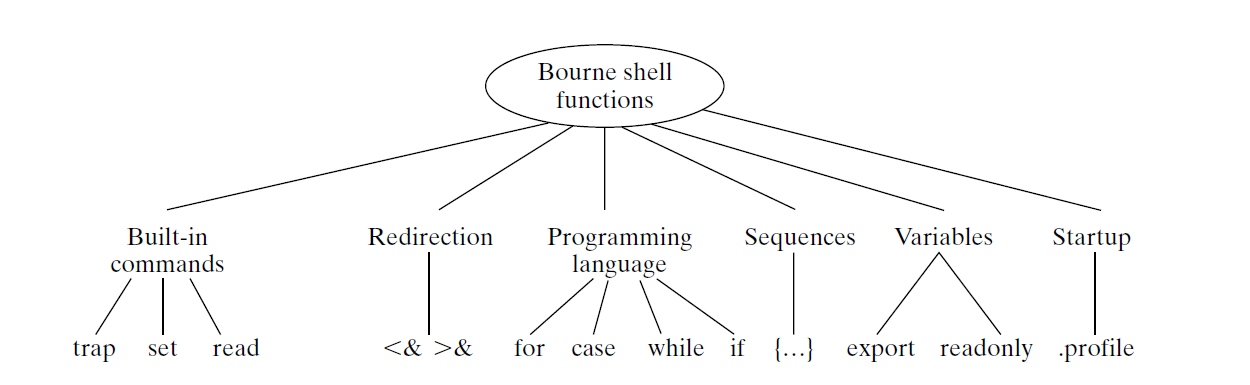 Bourne shell
functions
Built-in
commands
Redirection
Programming
language
Sequences
Variables
Startup
trap set read
<& >&
for case while if
{...}
export readonly
.profile